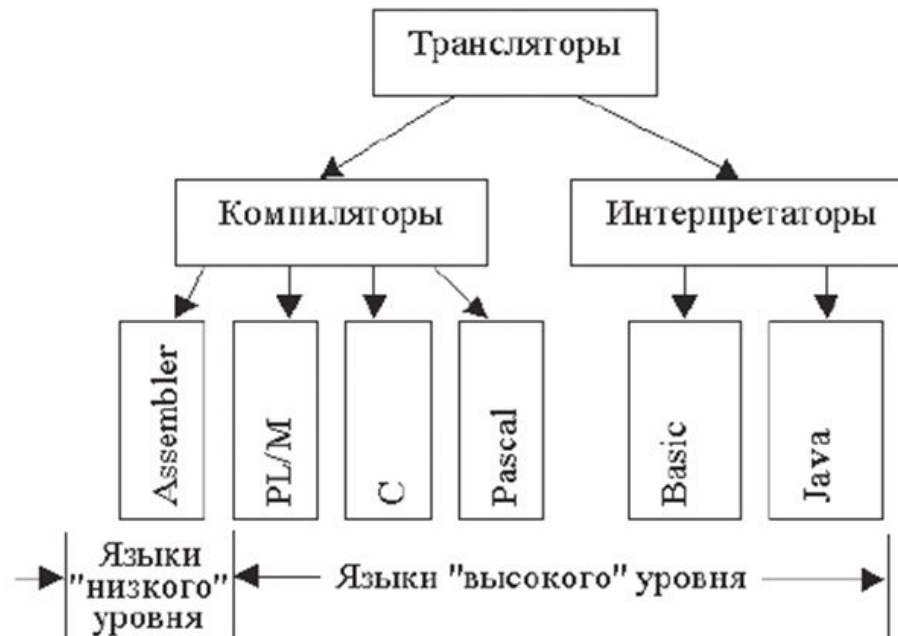 Трансляторы
Компиляторы
Интерпретаторы
Assembler
PL/M
C
Pascal
Basic
Java
Языки
"низкого"
уровня
Языки "высокого" уровня